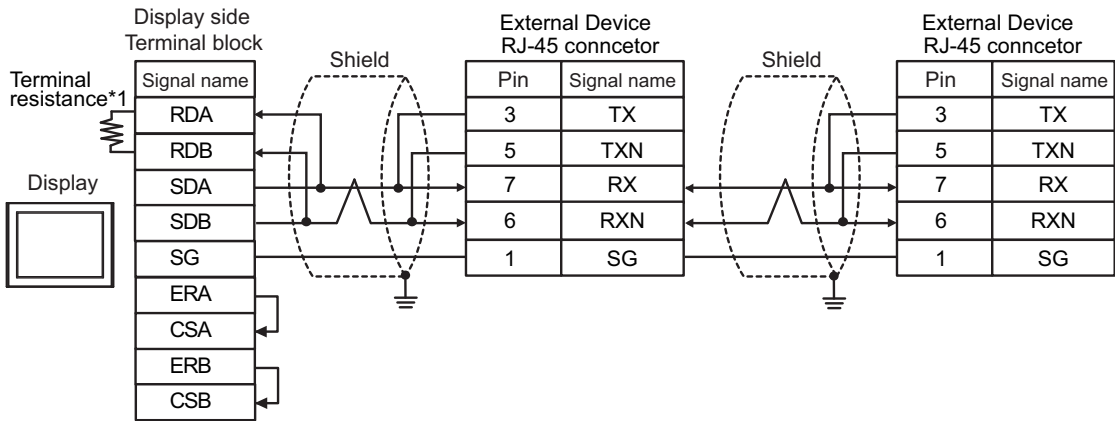 Display side
Terminal block
Terminal
resistance*1
Display
Signal name
RDA
RDB
SDA
SDB
SG
ERA
CSA
ERB
CSB
Shield
External Device
RJ-45 conncetor
Pin Signal name
3 TX
5 TXN
7 RX
6 RXN
1 SG
Shield
External Device
RJ-45 conncetor
Pin Signal name
3 TX
5 TXN
7 RX
6 RXN
1 SG